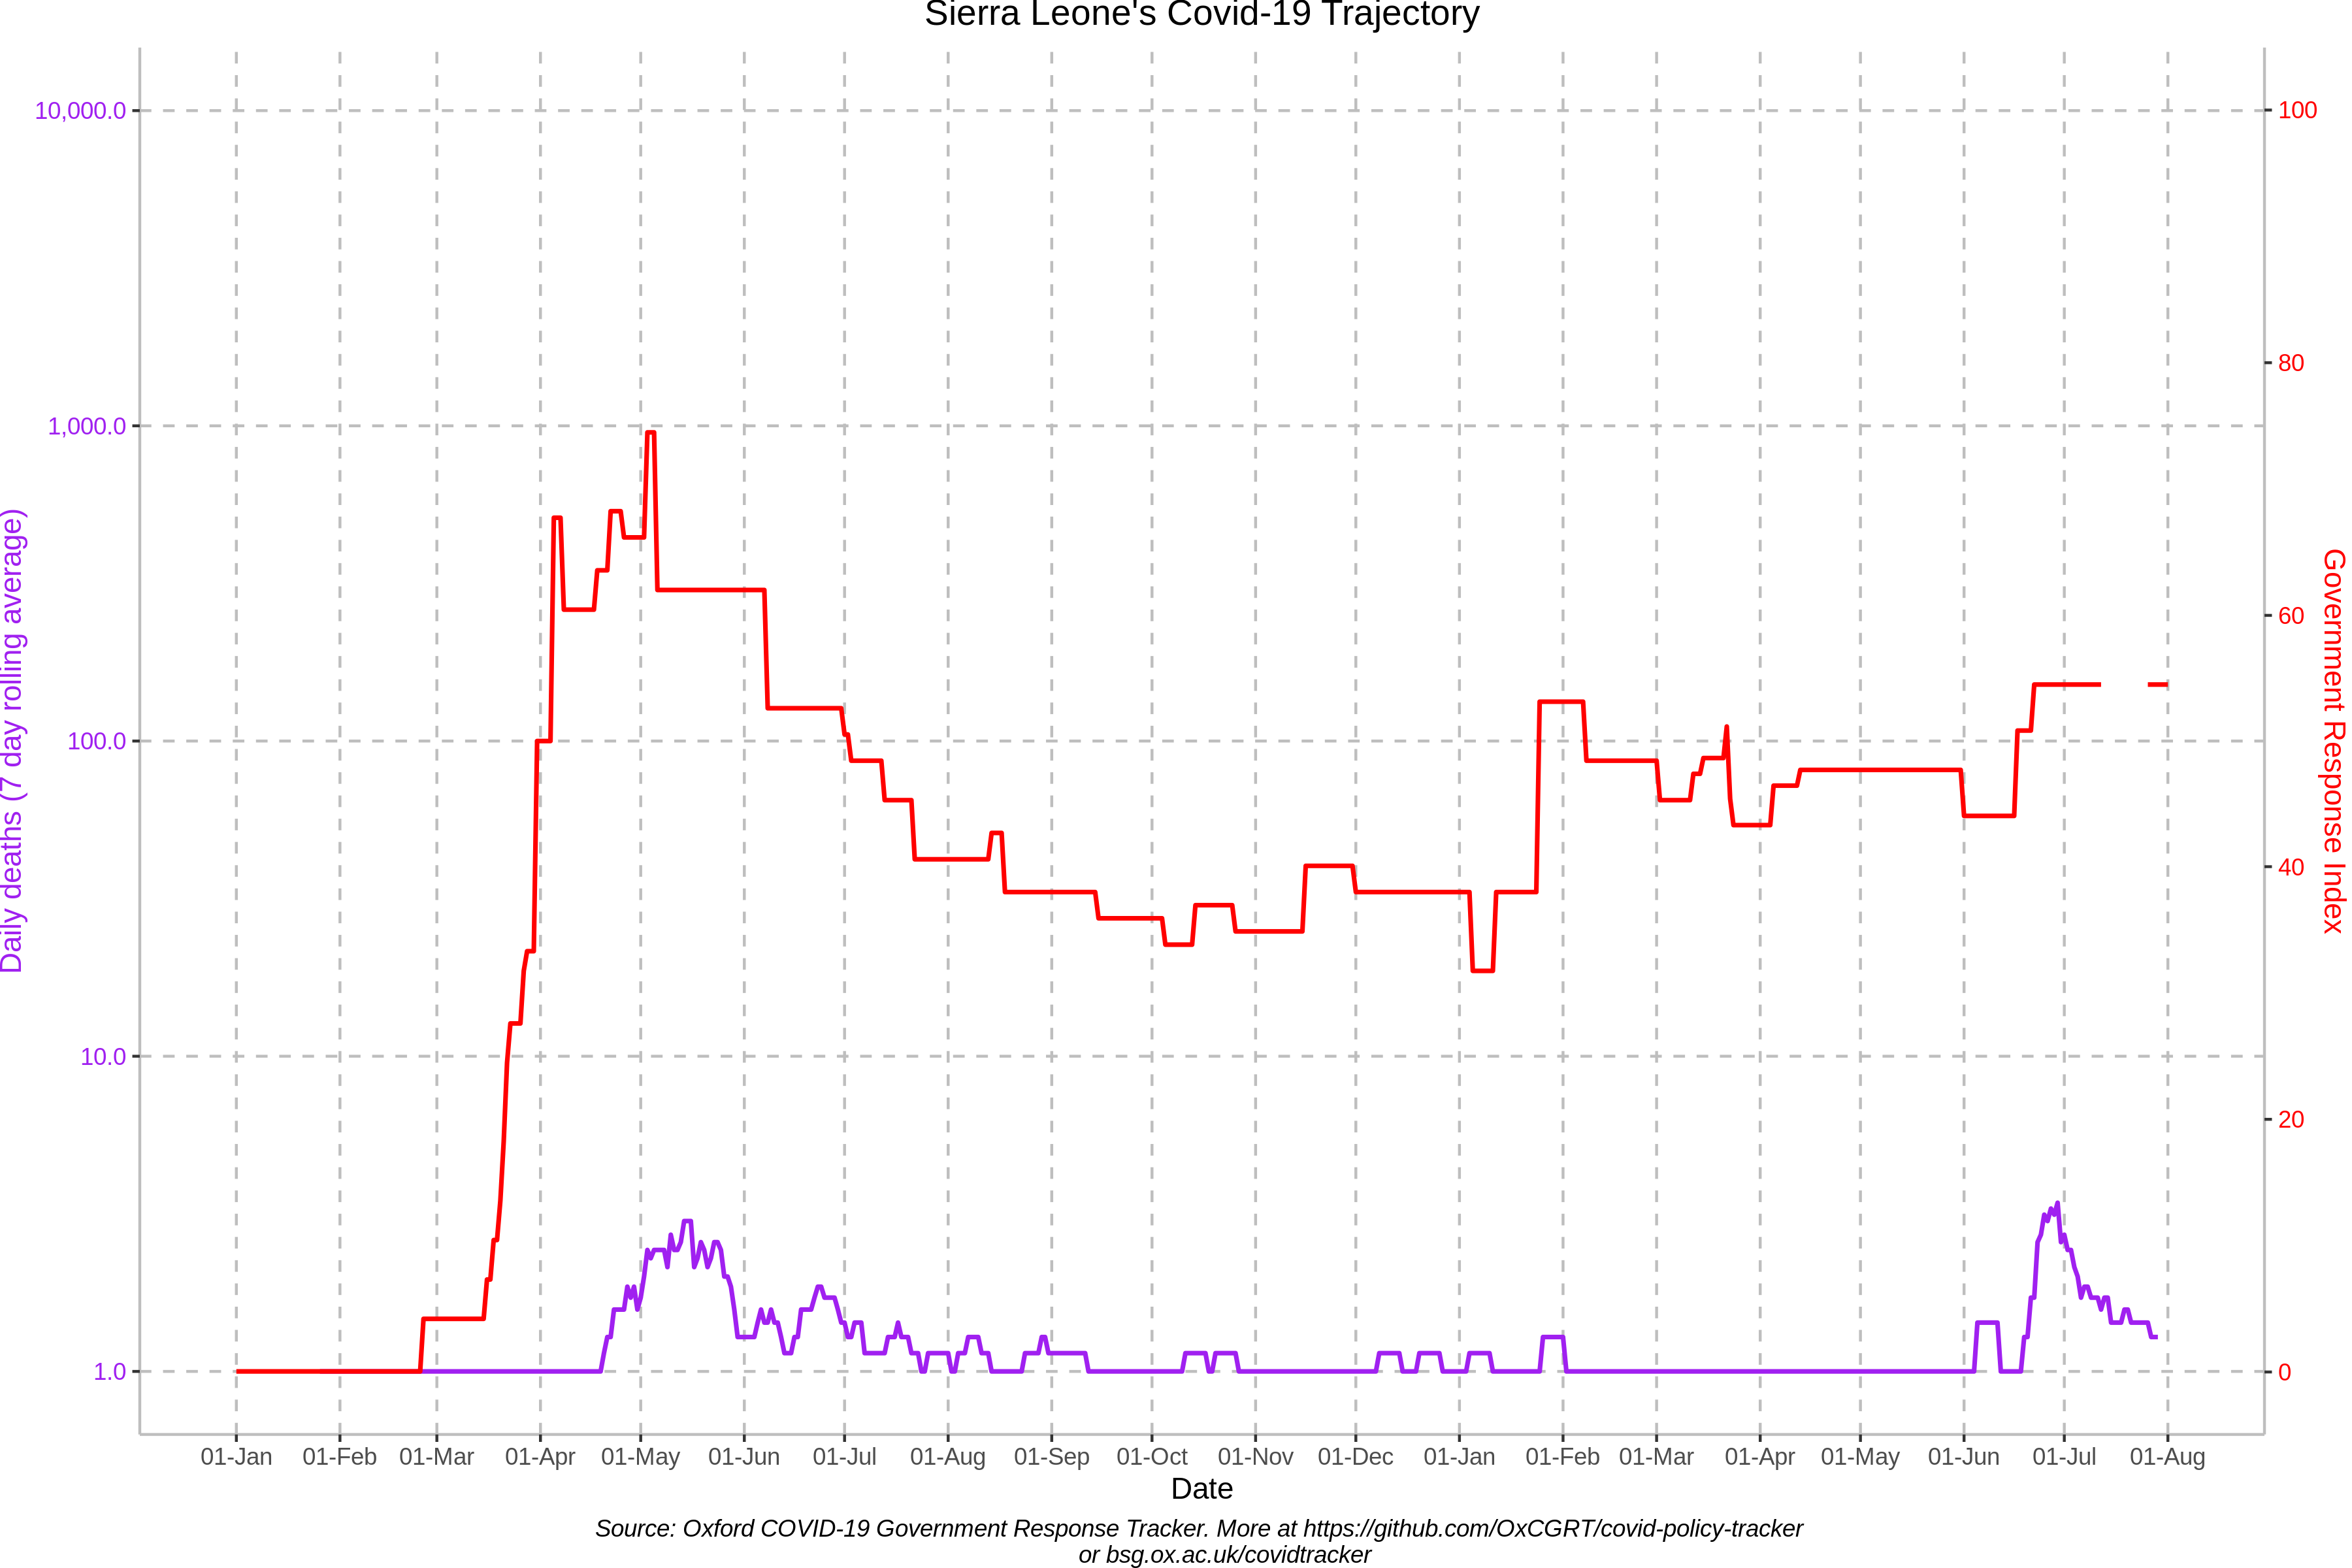 Sierra Leone's Covid-19 Trajectory
Daily deaths (7 day rolling average)
10,000.0
1,000.0
100.0
10.0
1.0
100
80
60
40
20
0
Government Response Index
01-Jan 01-Feb 01-Mar 01-Apr 01-May 01-Jun 01-Jul 01-Aug 01-Sep 01-Oct 01-Nov 01-Dec 01-Jan 01-Feb 01-Mar 01-Apr 01-May 01-Jun 01-Jul 01-Aug
Date
Source: Oxford COVID-19 Government Response Tracker. More at https://github.com/OxCGRT/covid-policy-tracker
or bsg.ox.ac.uk/covidtracker